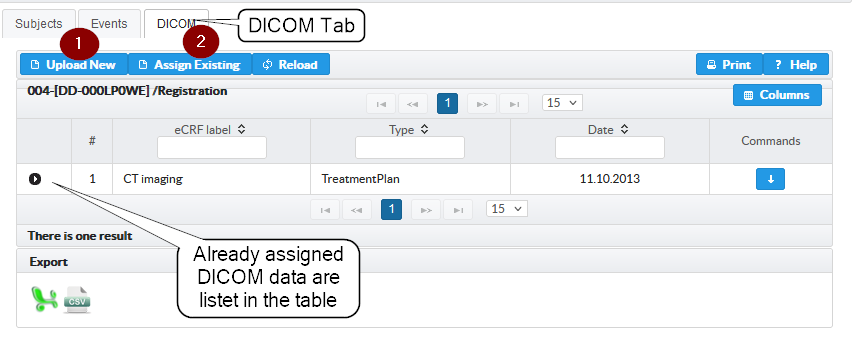 Subjects Events DICOM DICOM Tab
1 2
Upload New Assign Existing Reload Print ? Help
004-[DD-000LP0WE] /Registration
1 15 Columns
# eCRF label Type Date Commands
1 CT imaging TreatmentPlan 11.10.2013
1 15
There is one result
Export
Already assigned
DICOM data are
listet in the table
CSV